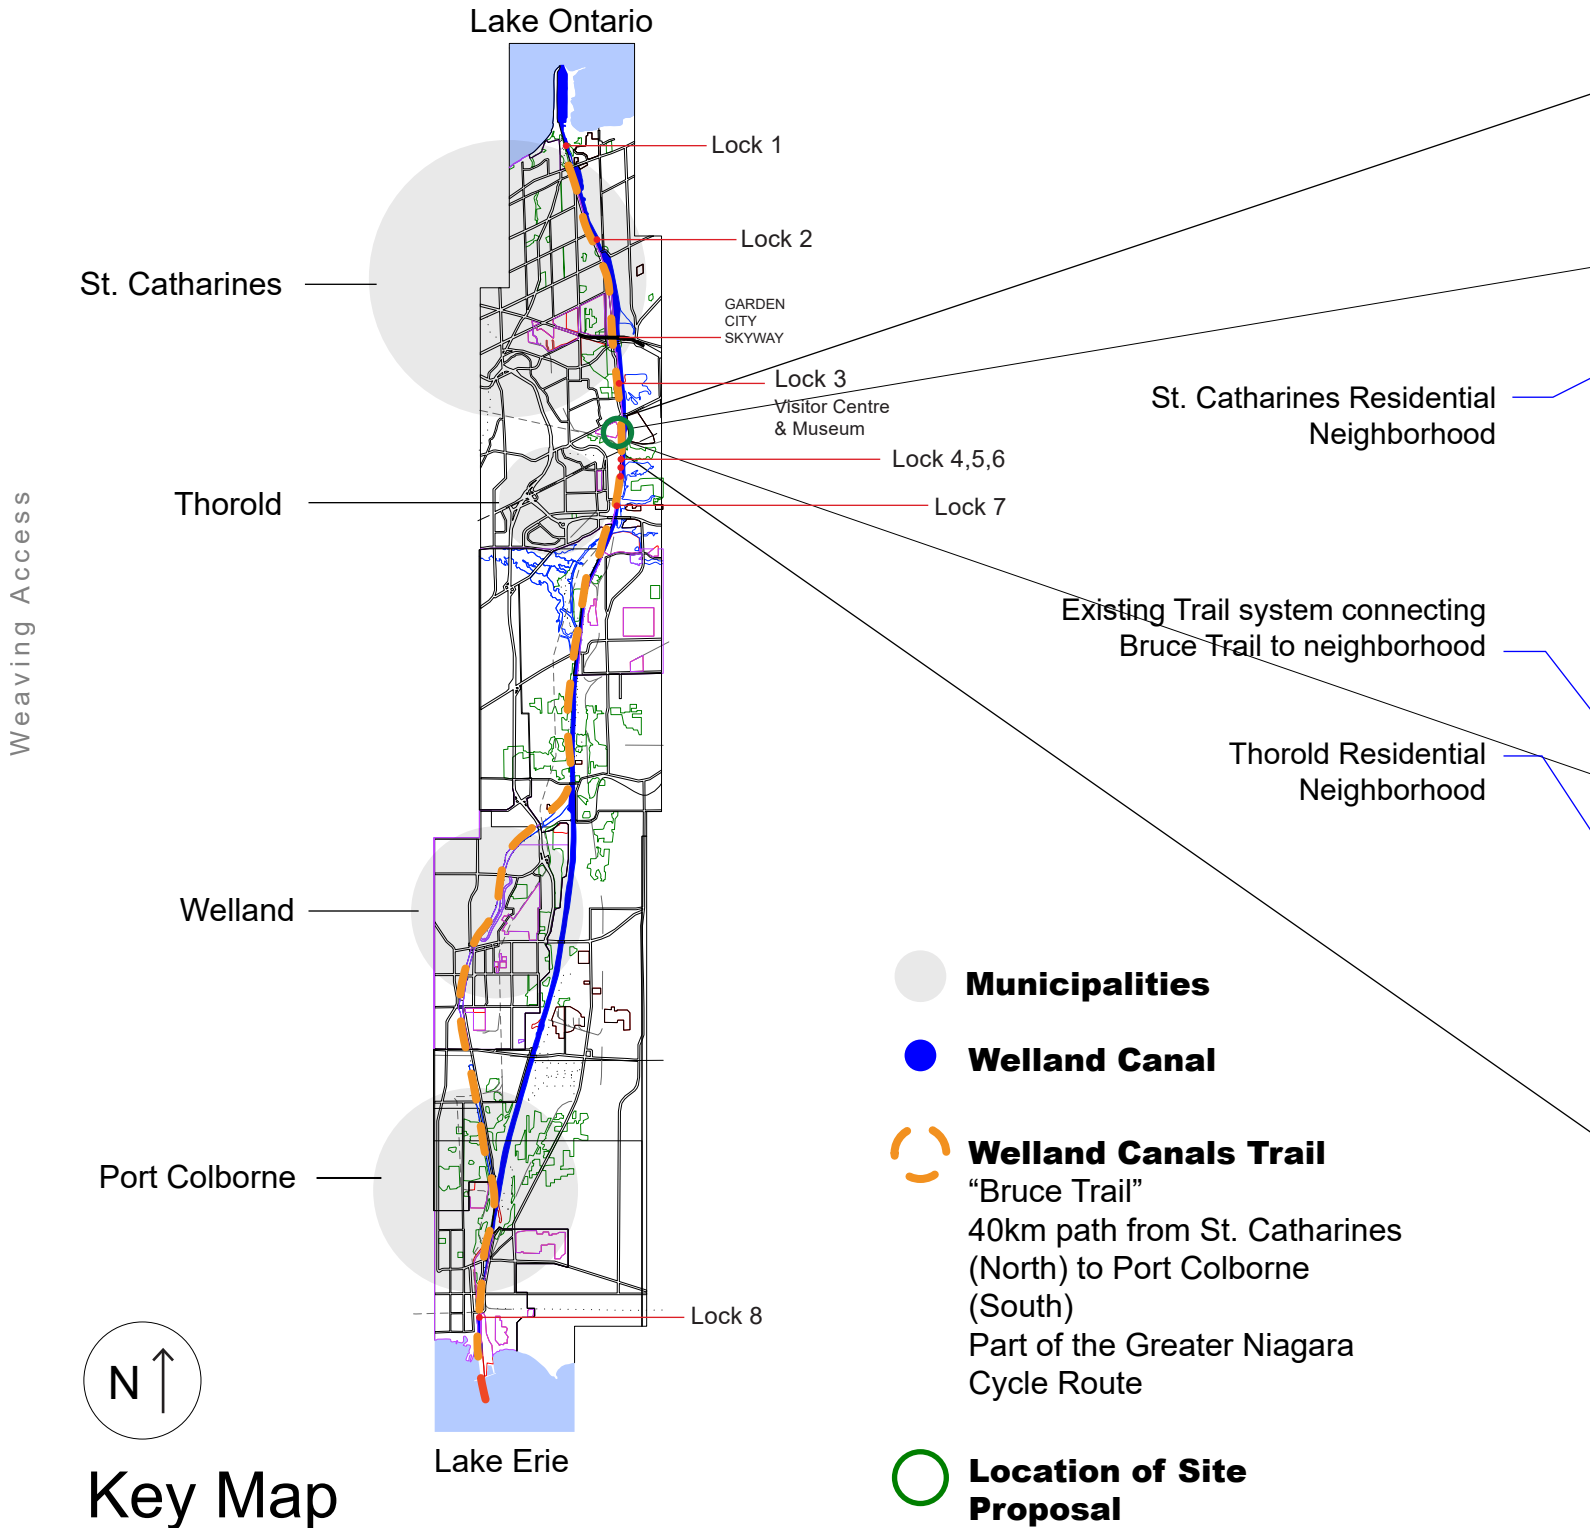 Lake Ontario
Lock 1
Lock 2
St. Catharines
GARDEN
CITY
SKYWAY
Lock 3
Visitor Centre
& Museum
St. Catharines Residential
Neighborhood
Lock 4,5,6
Thorold
Lock 7
Weaving Access
Existing Trail system connecting
Bruce Trail to neighborhood
Thorold Residential
Neighborhood
Welland
Municipalities
Welland Canal
Welland Canals Trail
“Bruce Trail”
40km path from St. Catharines
(North) to Port Colborne
(South)
Part of the Greater Niagara
Cycle Route
Port Colborne
Lock 8
N
Lake Erie
Key Map
Location of Site
Proposal